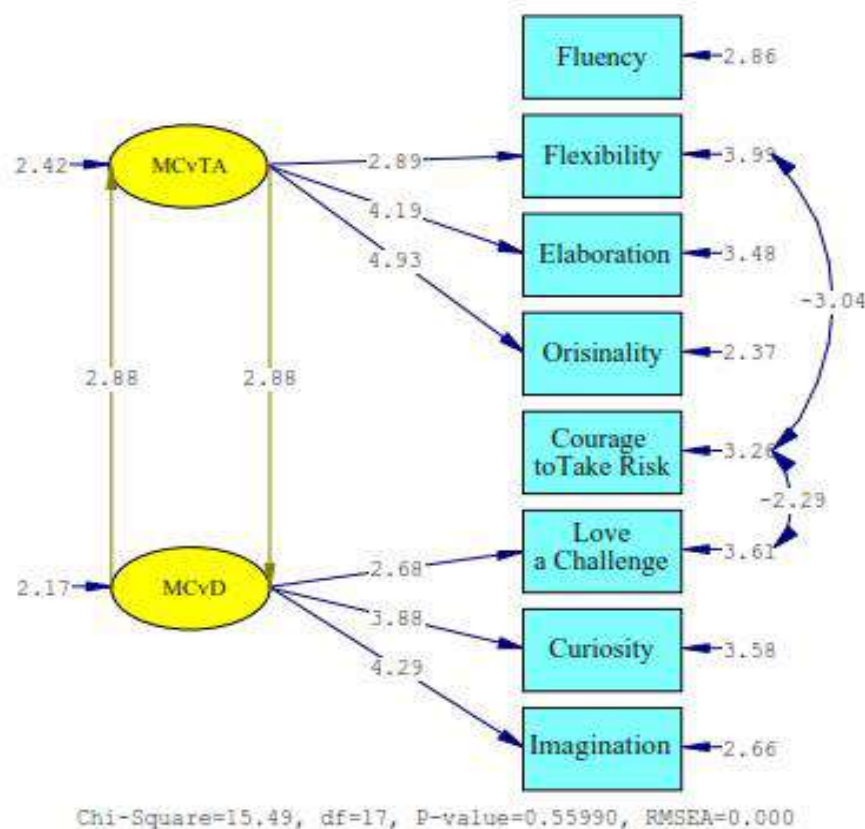 Fluency
2.86
2.42
MCvTA
2.89
Flexibility
3.99
4.19
Elaboration
3.48
4.93
-3.04
Orisinality
2.37
2.88
2.88
Courage
toTake Risk
3.26
-2.29
Love
a Challenge
3.61
2.68
2.17
MCvD
3.88
Curiosity
3.58
4.29
Imagination
2.66
Chi-Square=15.49, df=17, P-value=0.55990, RMSEA=0.000